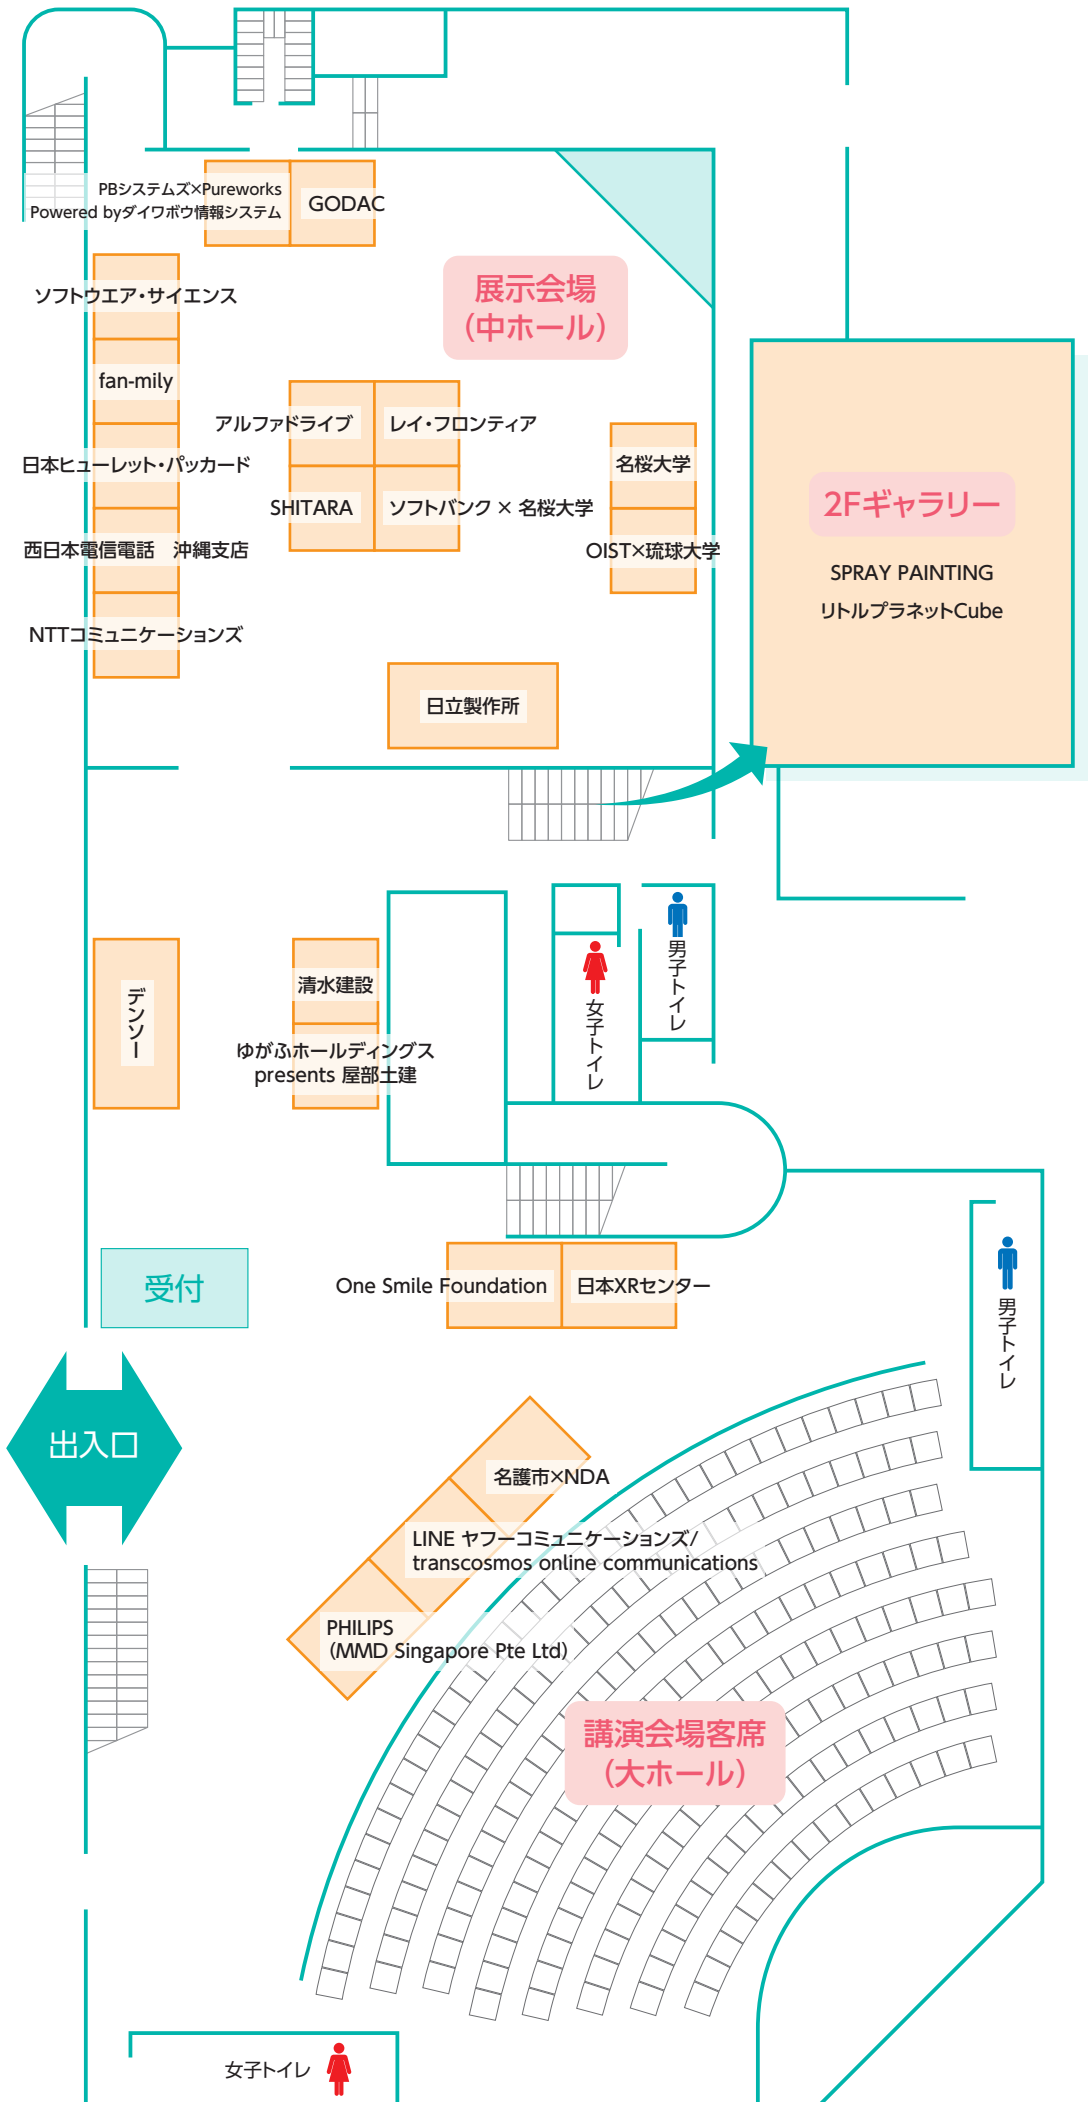 PBシステムズ×Pureworks
Powered byダイワボウ情報システム
GODAC
展示会場
（中ホール）
ソフトウエア・サイエンス
fan-mily
日本ヒューレット・パッカード
西日本電信電話　沖縄支店
NTTコミュニケーションズ
アルファドライブ
レイ・フロンティア
SHITARA
ソフトバンク × 名桜大学
名桜大学
OIST×琉球大学
日立製作所
2Fギャラリー
SPRAY PAINTING
リトルプラネットCube
デンソー
清水建設
ゆがふホールディングス
presents 屋部土建
女子トイレ
男子トイレ
受付
One Smile Foundation
日本XRセンター
男子トイレ
出入口
名護市×NDA
LINE ヤフーコミュニケーションズ/
transcosmos online communications
PHILIPS
（MMD Singapore Pte Ltd）
講演会場客席
（大ホール）
女子トイレ